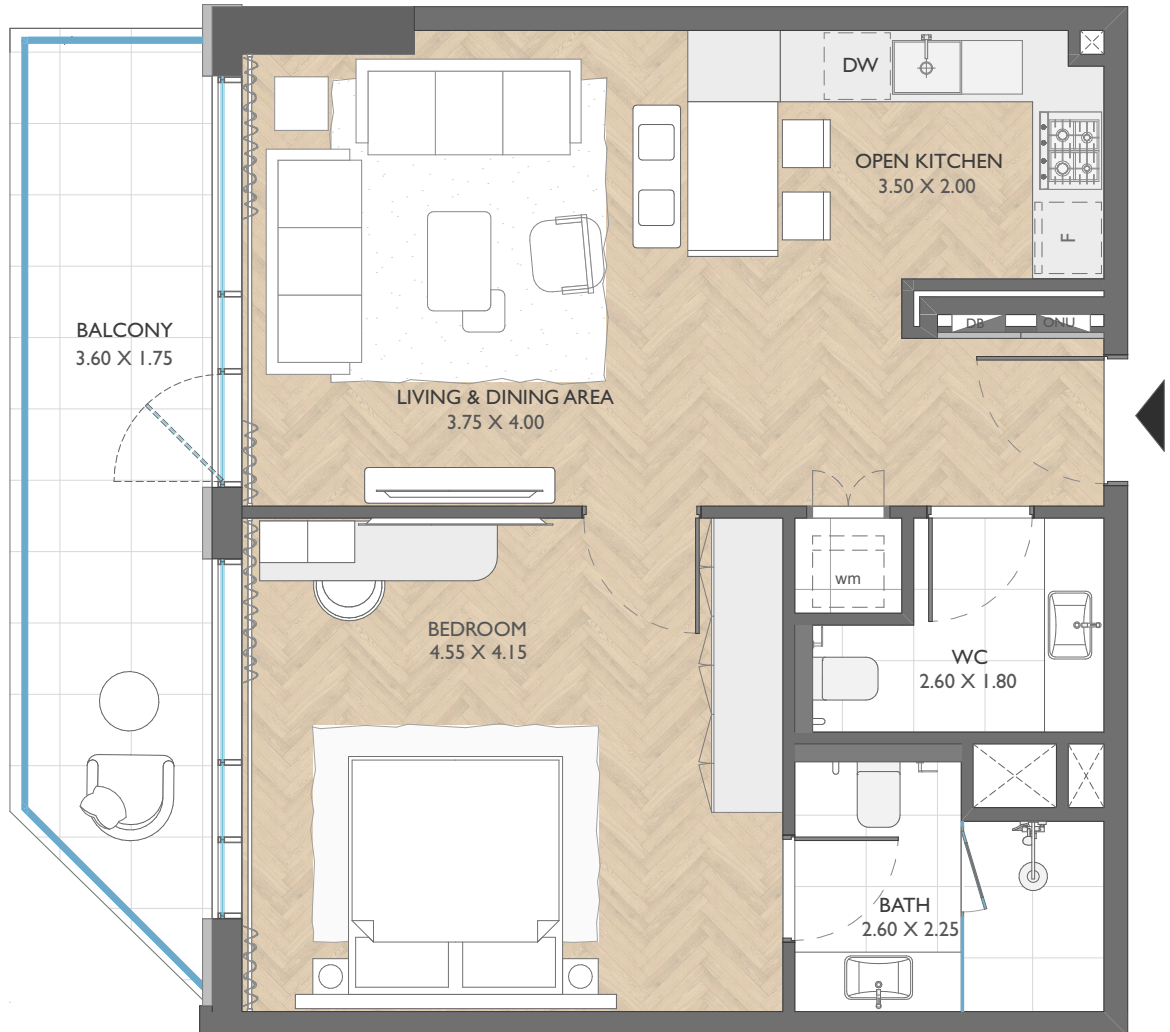 DW
OPEN KITCHEN
3.50 X 2.00
F
BALCONY
3.60 X 1.75
DB
ONU
LIVING & DINING AREA
3.75 X 4.00
wm
BEDROOM
4.55 X 4.15
WC
2.60 X 1.80
BATH
2.60 X 2.25